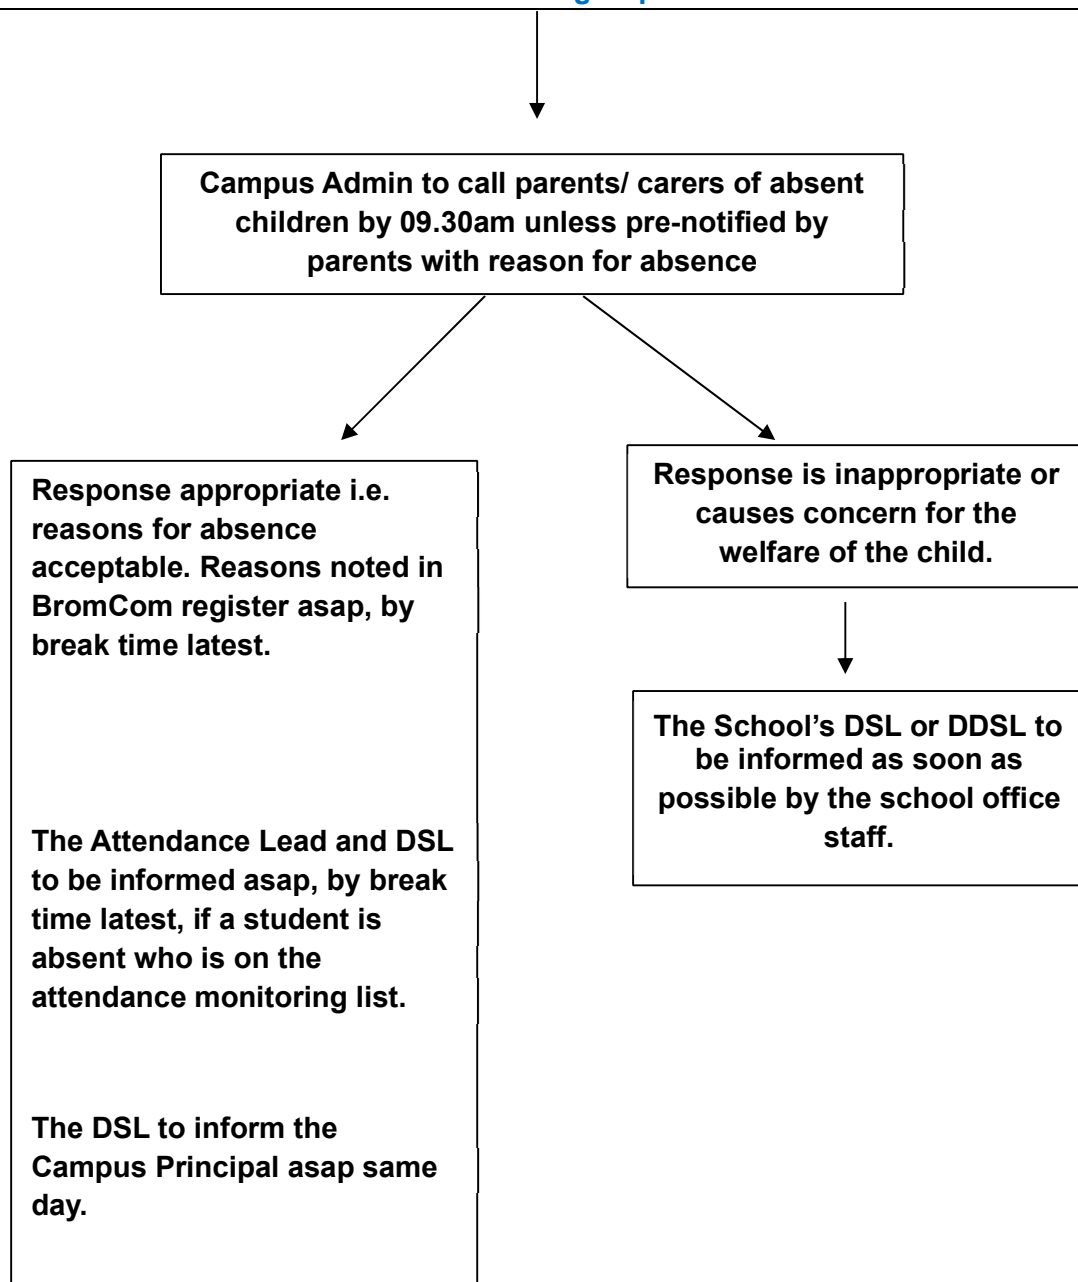 Campus Admin to call parents/ carers of absent
children by 09.30am unless pre-notified by
parents with reason for absence
Response appropriate i.e.
reasons for absence
acceptable. Reasons noted in
BromCom register asap, by
break time latest.
The Attendance Lead and DSL
to be informed asap, by break
time latest, if a student is
absent who is on the
attendance monitoring list.
The DSL to inform the
Campus Principal asap same
day.
Response is inappropriate or
causes concern for the
welfare of the child.
The School’s DSL or DDSL to
be informed as soon as
possible by the school office
staff.